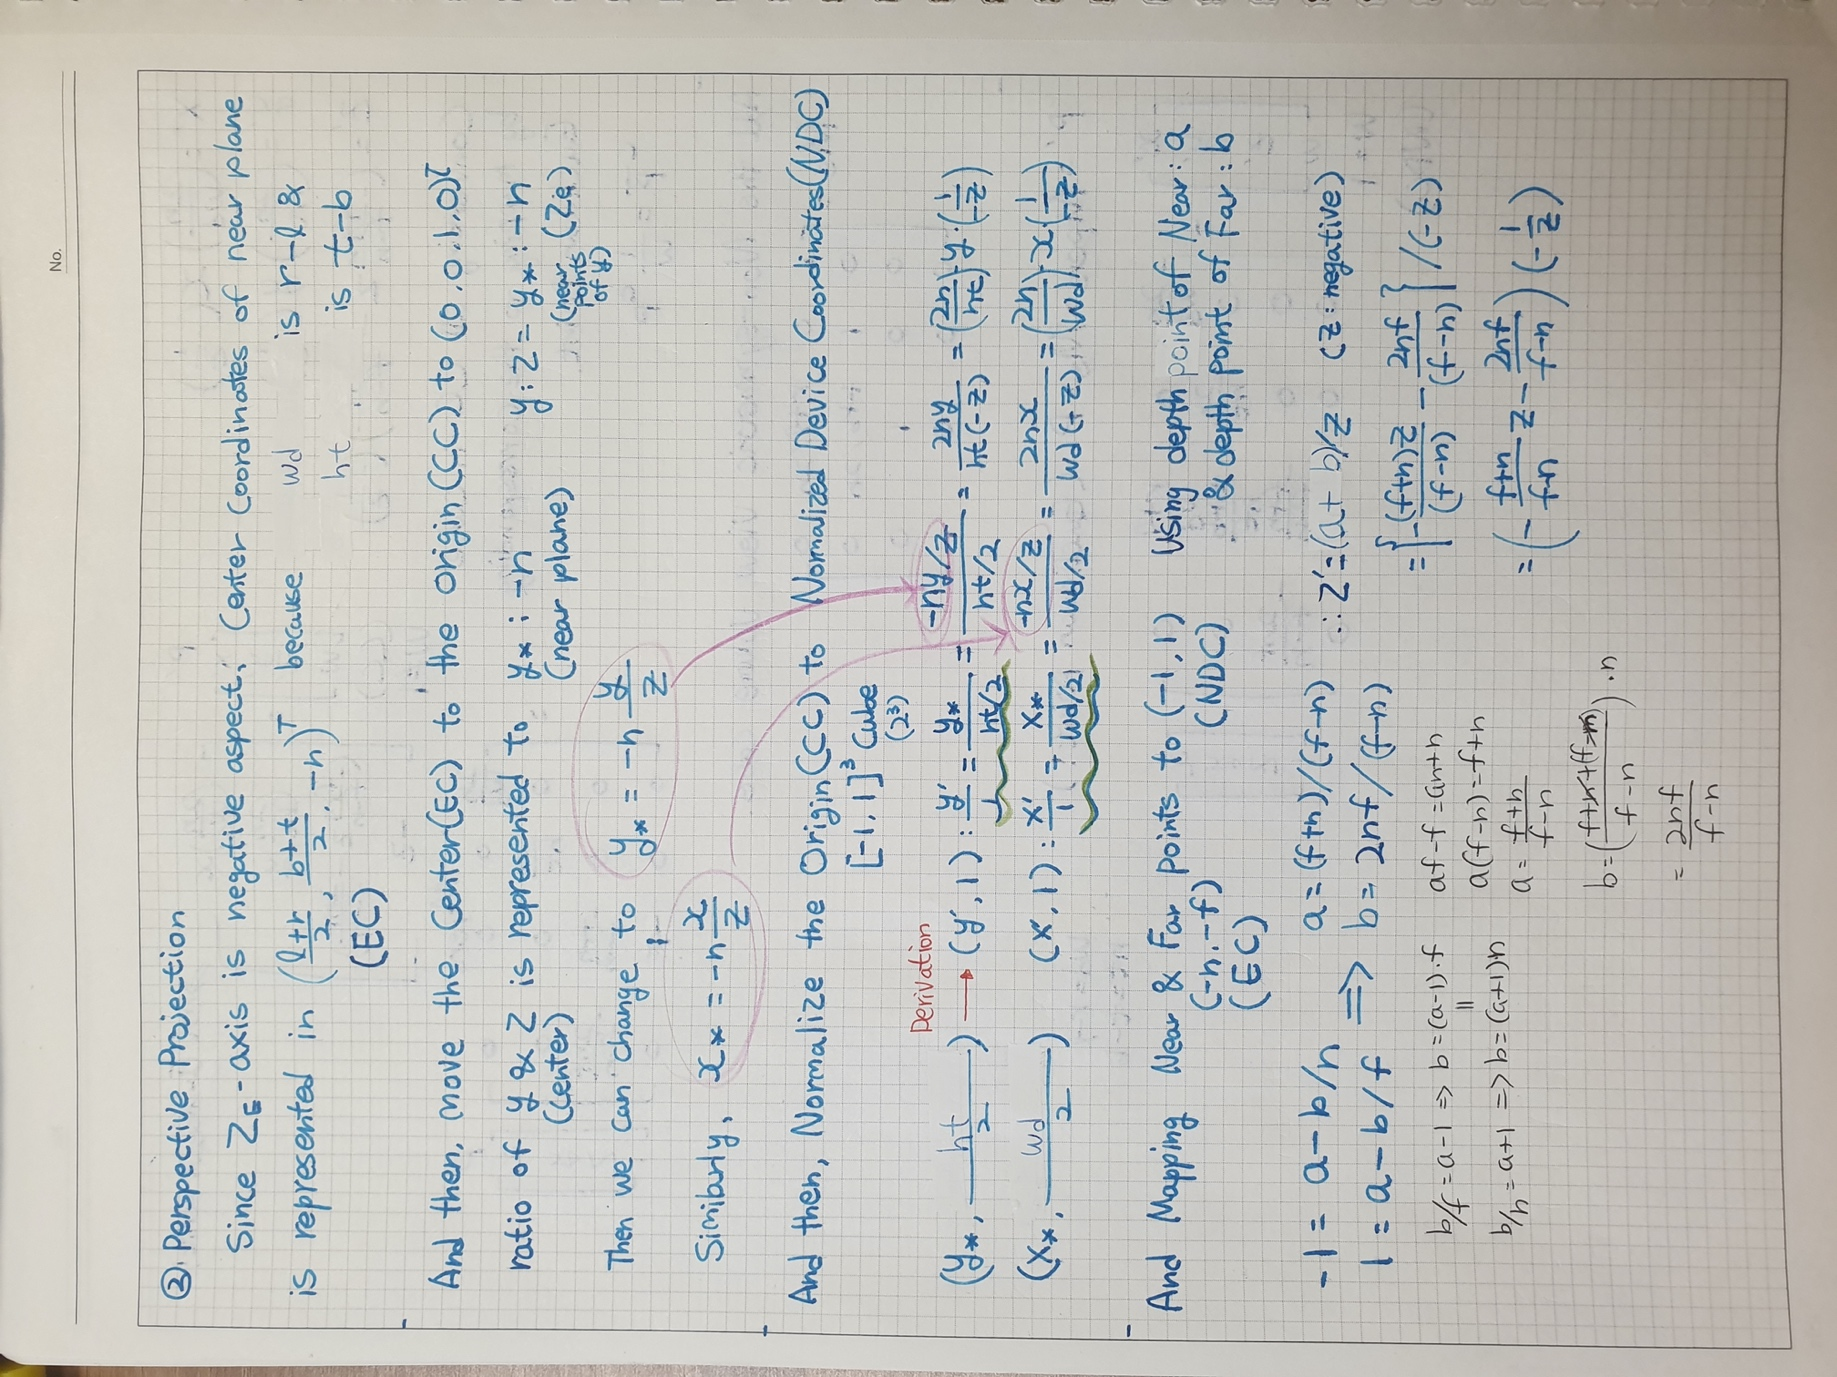 No.
② Perspective Projection
Since Z_E-axis is negative aspect, Center Coordinates of near plane
is represented in (l+r/2, b+t/2, -n)^T because wd is r-l &
(EC) ht is t-b
And then, move the Center(EC) to the origin(CC) to (0,0,1,0)^T
ratio of y & Z is represented to y* : -n y : Z = y* : -n
(center) (near plane) (near points of y) (Ze)
Then we can change to y* = -n y/z
Similarly, x* = -n x/z
And then, Normalize the Origin(CC) to Normalized Device Coordinates(NDC)
[-1,1]³ Cube
(2³)
Derivation
(y*, ht/2) → (y', 1) : y'/1 = y*/ht/2 = -ny/z/ht/2 = 2ny/ht(-z) = (2n/ht) y·(1/-z)
(x*, wd/2) (x', 1) : x'/1 = x*/wd/2 = -nx/z/wd/2 = 2nx/wd(-z) = (2n/wd) x·(1/-z)
And Mapping Near & Far points to (-1,1) Using depth point of Near : a
(-n,-f) (NDC) & depth point of Far : b
(EC)
-1 = a-b/n a = (f+n)/(f-n) ∴ Z' = (a+ b/z (z : negative)
1 = a-b/f ⟹ b = 2nf/(f-n)
= {-(f+n)z/(f-n) - 2nf/(f-n)}/(-z)
b/f = a-1 => b = (a-1)·f af-f = an+n
|| a(f-n) = f+n
b/n = a+1 => b = (a+1)n a = f+n/f-n
= (- f+n/f-n z - 2nf/f-n)(-1/z)
= 2nf/f-n